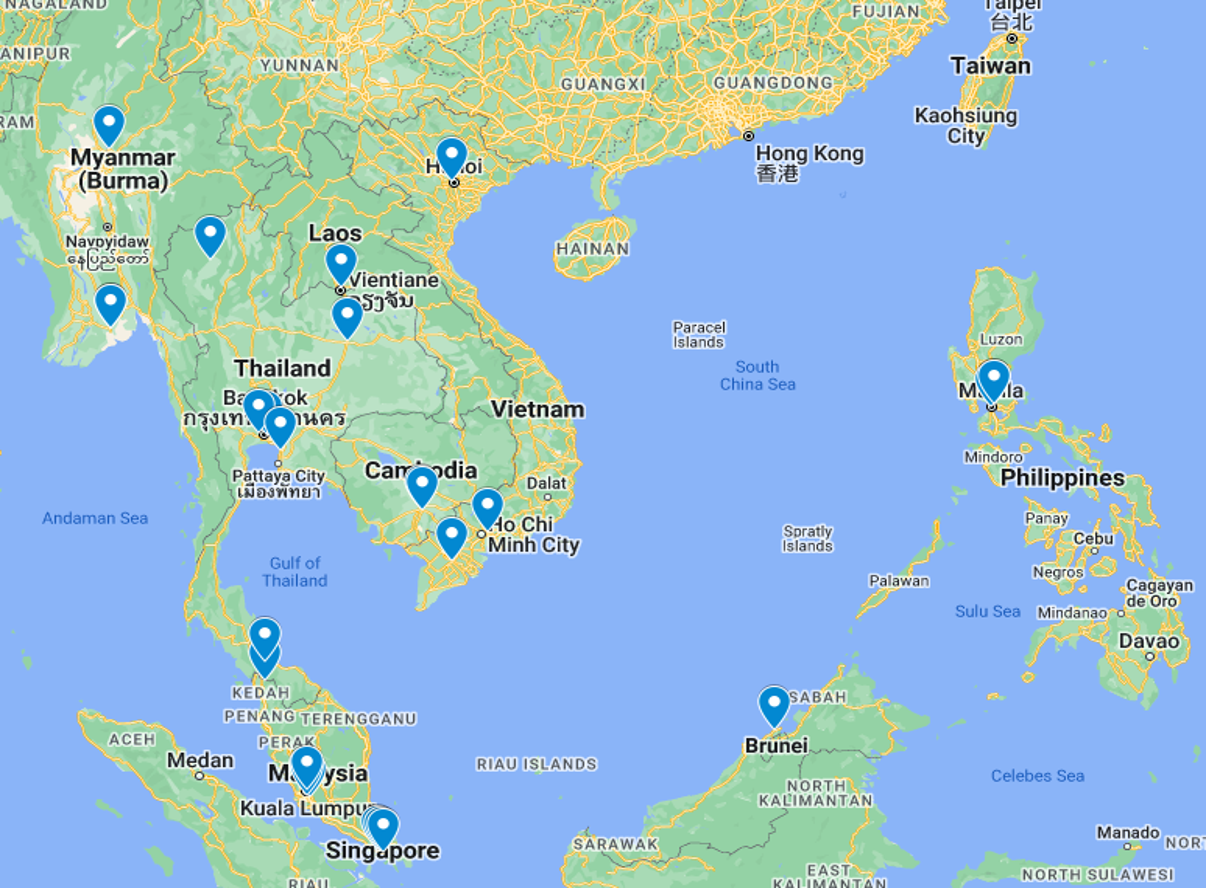 NAGALAND
Taipei
台北
FUJIAN
ANIPUR
YUNNAN
GUANGXI
GUANGDONG
Taiwan
RAM
Kaohsiung
City
Myanmar
(Burma)
Hanoi
Hong Kong
香港
Naypyidaw
နေပြည်တော်
Laos
HAINAN
Vientiane
ວຽງຈັນ
Paracel
Islands
Luzon
South
China Sea
Thailand
Bangkok
กรุงเทพมหานคร
Manila
Vietnam
Pattaya City
เมืองพัทยา
Cambodia
Dalat
Mindoro
Philippines
Andaman Sea
Ho Chi
Minh City
Spratly
Islands
Panay
Cebu
Gulf of
Thailand
Palawan
Negros
Cagayan
de Oro
Sulu Sea
Mindanao
Davao
KEDAH
PENANG
TERENGGANU
SABAH
ACEH
PERAK
Brunei
Medan
Malaysia
RIAU ISLANDS
Celebes Sea
NORTH
KALIMANTAN
Kuala Lumpur
Singapore
SARAWAK
Manado
NORT
EAST
KALIMANTAN
RIAU
NORTH SULAWESI